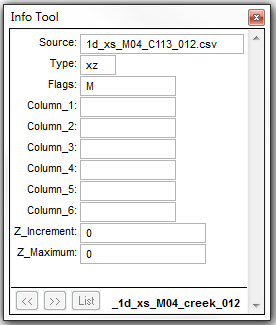 Info Tool
Source: 1d_xs_M04_C113_012.csv
Type: xz
Flags: M
Column_1:
Column_2:
Column_3:
Column_4:
Column_5:
Column_6:
Z_Increment: 0
Z_Maximum: 0
<< >> List _1d_xs_M04_creek_012